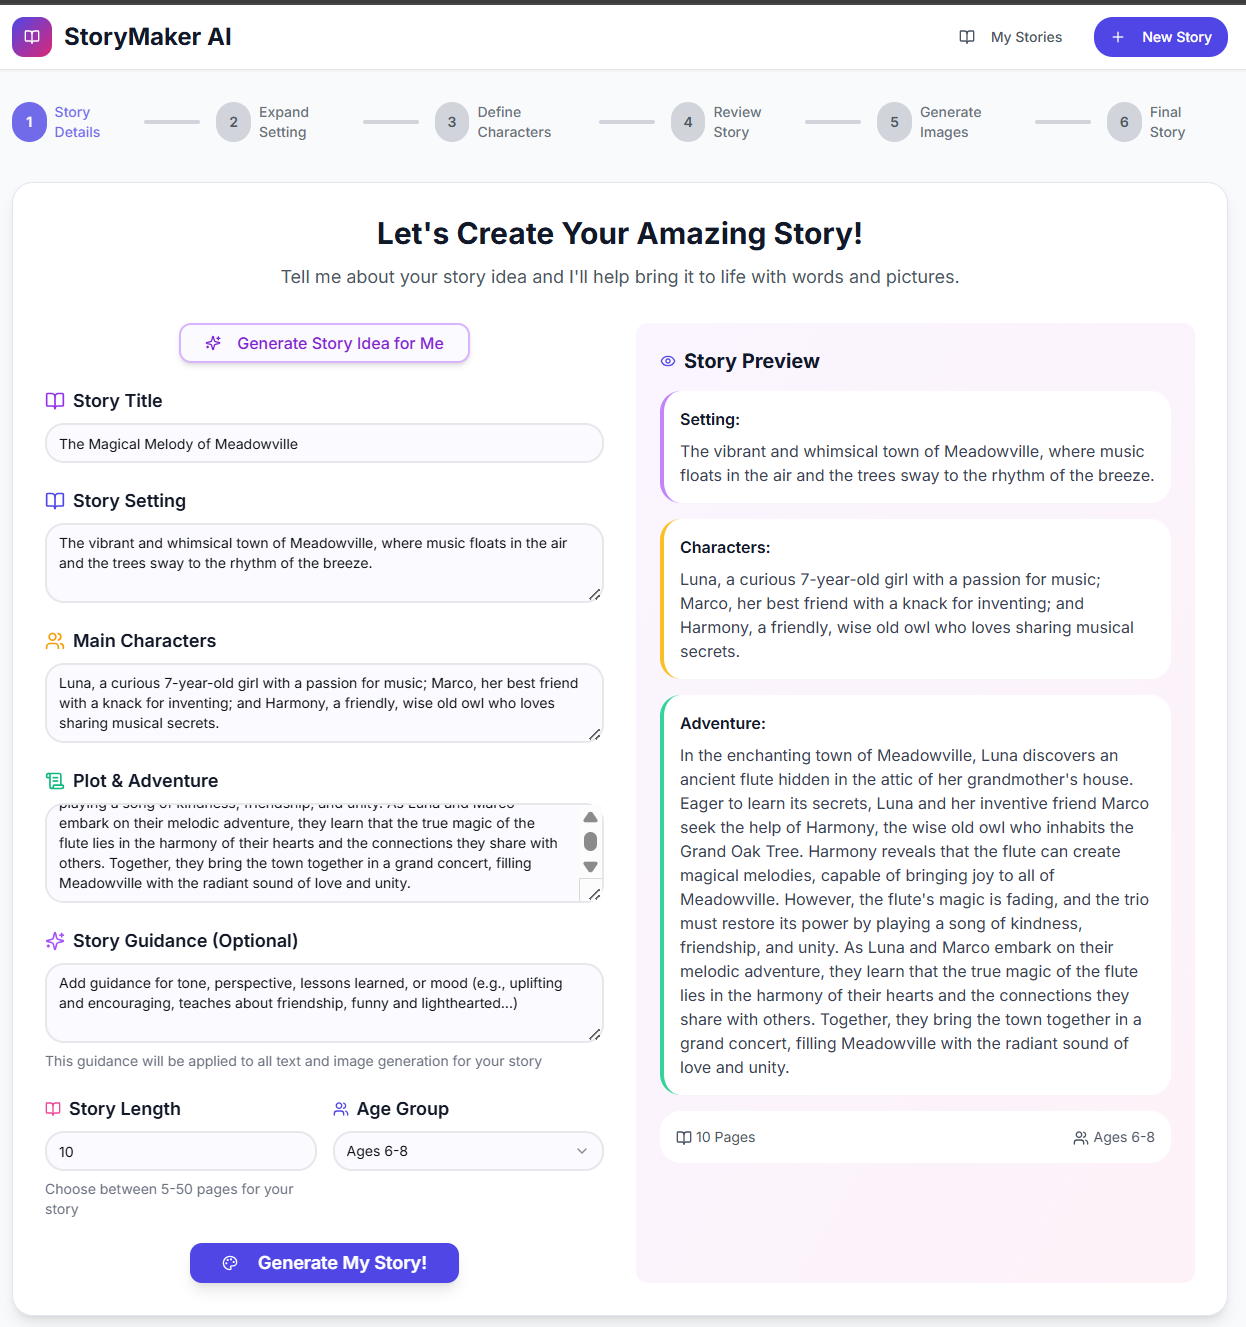 StoryMaker AI
My Stories
New Story
1
Story
Details
2
Expand
Setting
3
Define
Characters
4
Review
Story
5
Generate
Images
6
Final
Story
Let's Create Your Amazing Story!
Tell me about your story idea and I'll help bring it to life with words and pictures.
Generate Story Idea for Me
Story Title
The Magical Melody of Meadowville
Story Setting
The vibrant and whimsical town of Meadowville, where music floats in the air
and the trees sway to the rhythm of the breeze.
Main Characters
Luna, a curious 7-year-old girl with a passion for music; Marco, her best friend
with a knack for inventing; and Harmony, a friendly, wise old owl who loves
sharing musical secrets.
Plot & Adventure
playing a song of kindness, friendship, and unity. As Luna and Marco
embark on their melodic adventure, they learn that the true magic of the
flute lies in the harmony of their hearts and the connections they share with
others. Together, they bring the town together in a grand concert, filling
Meadowville with the radiant sound of love and unity.
Story Guidance (Optional)
Add guidance for tone, perspective, lessons learned, or mood (e.g., uplifting
and encouraging, teaches about friendship, funny and lighthearted...)
This guidance will be applied to all text and image generation for your story
Story Length
10
Choose between 5-50 pages for your
story
Age Group
Ages 6-8
Generate My Story!
Story Preview
Setting:
The vibrant and whimsical town of Meadowville, where music
floats in the air and the trees sway to the rhythm of the breeze.
Characters:
Luna, a curious 7-year-old girl with a passion for music;
Marco, her best friend with a knack for inventing; and
Harmony, a friendly, wise old owl who loves sharing musical
secrets.
Adventure:
In the enchanting town of Meadowville, Luna discovers an
ancient flute hidden in the attic of her grandmother's house.
Eager to learn its secrets, Luna and her inventive friend Marco
seek the help of Harmony, the wise old owl who inhabits the
Grand Oak Tree. Harmony reveals that the flute can create
magical melodies, capable of bringing joy to all of
Meadowville. However, the flute's magic is fading, and the trio
must restore its power by playing a song of kindness,
friendship, and unity. As Luna and Marco embark on their
melodic adventure, they learn that the true magic of the flute
lies in the harmony of their hearts and the connections they
share with others. Together, they bring the town together in a
grand concert, filling Meadowville with the radiant sound of
love and unity.
10 Pages
Ages 6-8